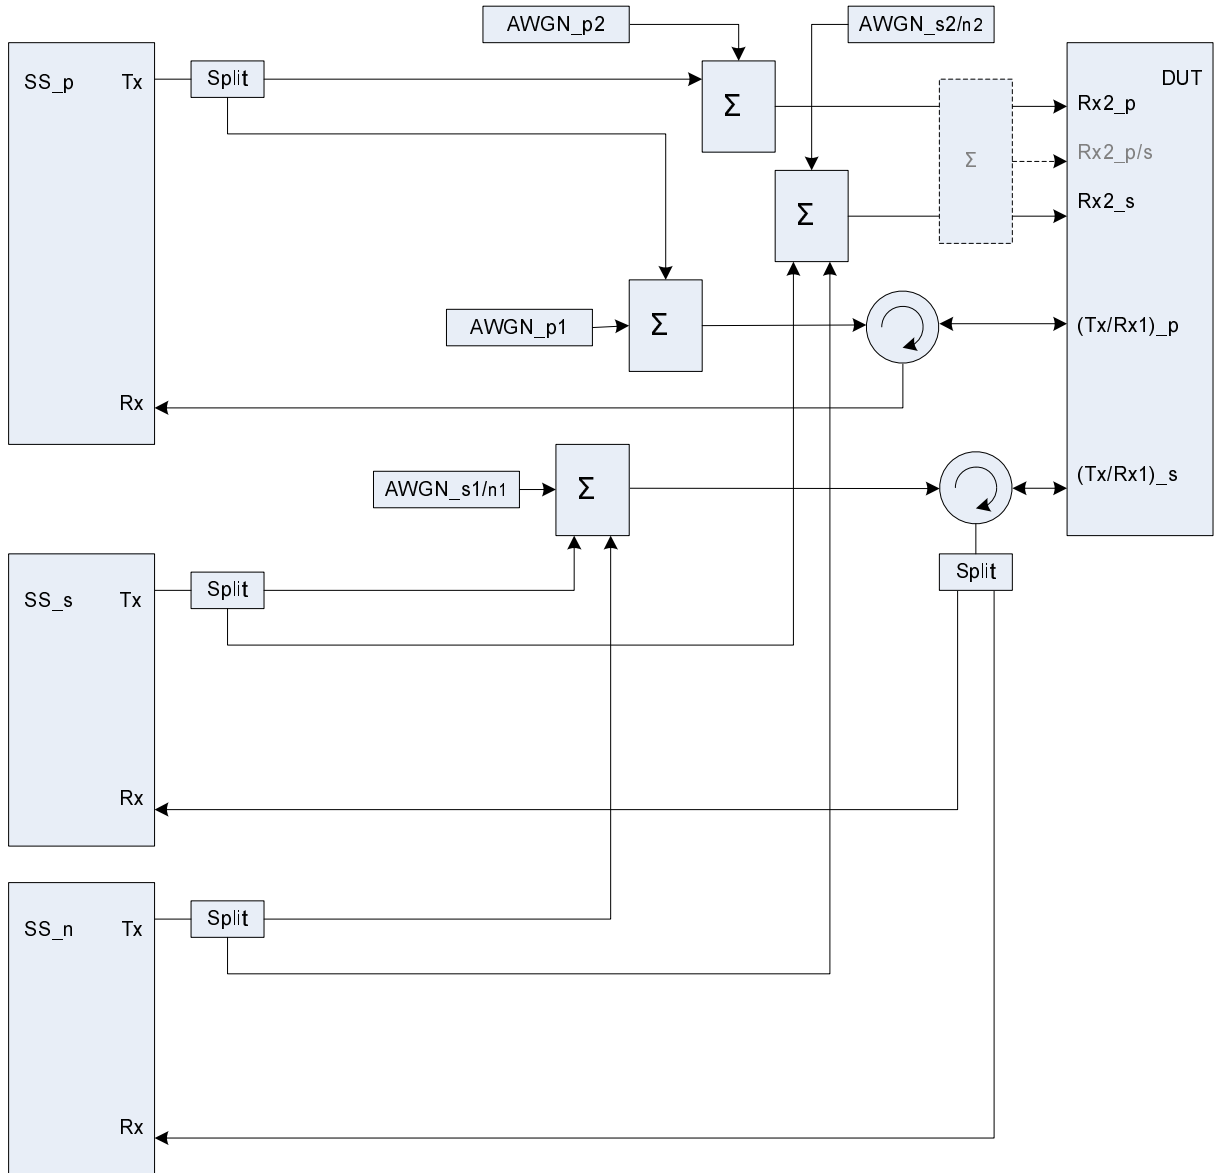 AWGN_p2
AWGN_s2/n2
SS_p
Tx
Split
Σ
DUT
Rx2_p
Σ
Rx2_p/s
Σ
Rx2_s
AWGN_p1
Σ
(Tx/Rx1)_p
Rx
AWGN_s1/n1
Σ
(Tx/Rx1)_s
Split
SS_s
Tx
Split
Rx
SS_n
Tx
Split
Rx